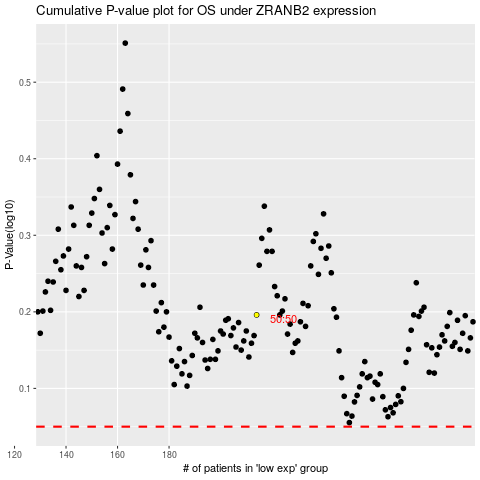 Cumulative P-value plot for OS under ZRANB2 expression
P-Value(log10)
0.5
0.4
0.3
0.2
0.1
50:50
120 140 160 180
# of patients in 'low exp' group